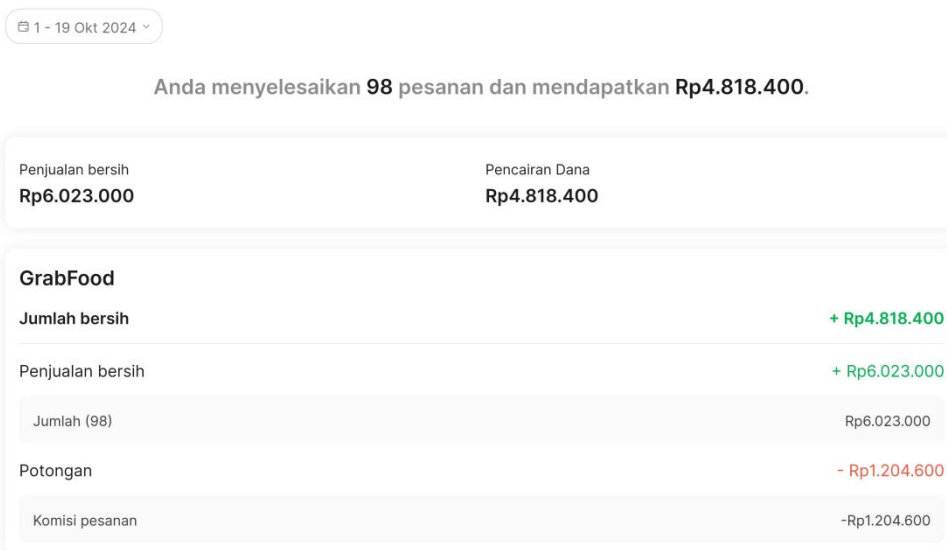 1 - 19 Okt 2024
Anda menyelesaikan 98 pesanan dan mendapatkan Rp4.818.400.
Penjualan bersih
Rp6.023.000
Pencairan Dana
Rp4.818.400
GrabFood
Jumlah bersih + Rp4.818.400
Penjualan bersih + Rp6.023.000
Jumlah (98) Rp6.023.000
Potongan - Rp1.204.600
Komisi pesanan -Rp1.204.600